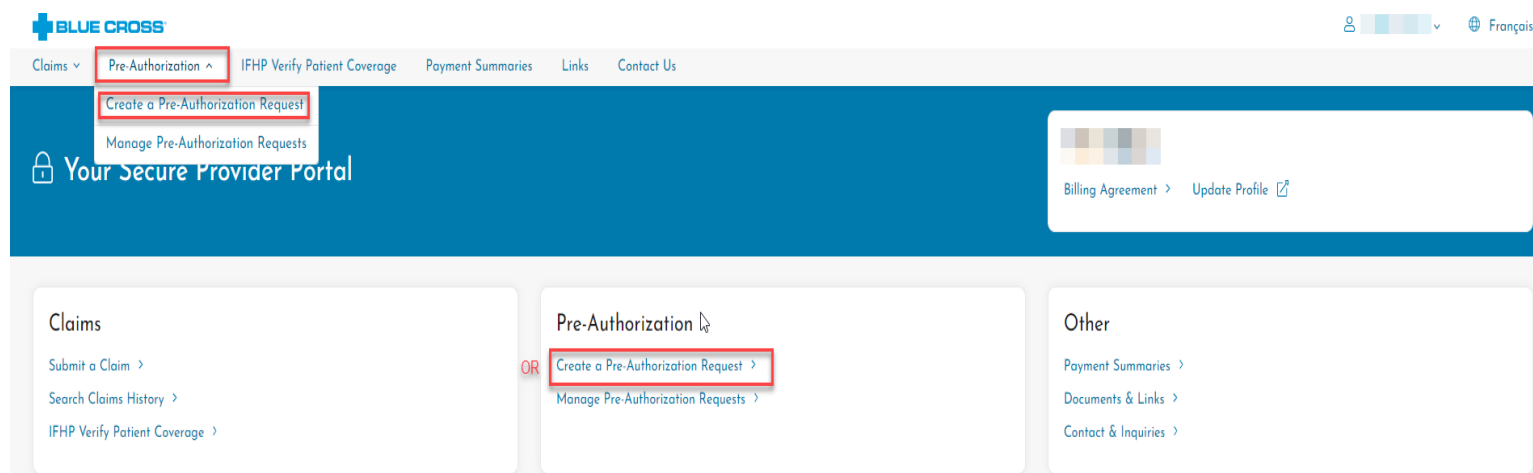 BLUE CROSS
Français
Claims
Pre-Authorization
IFHP Verify Patient Coverage
Payment Summaries
Links
Contact Us
Create a Pre-Authorization Request
Manage Pre-Authorization Requests
Your Secure Provider Portal
Billing Agreement
Update Profile
Claims
Submit a Claim
Search Claims History
IFHP Verify Patient Coverage
OR
Pre-Authorization
Create a Pre-Authorization Request
Manage Pre-Authorization Requests
Other
Payment Summaries
Documents & Links
Contact & Inquiries